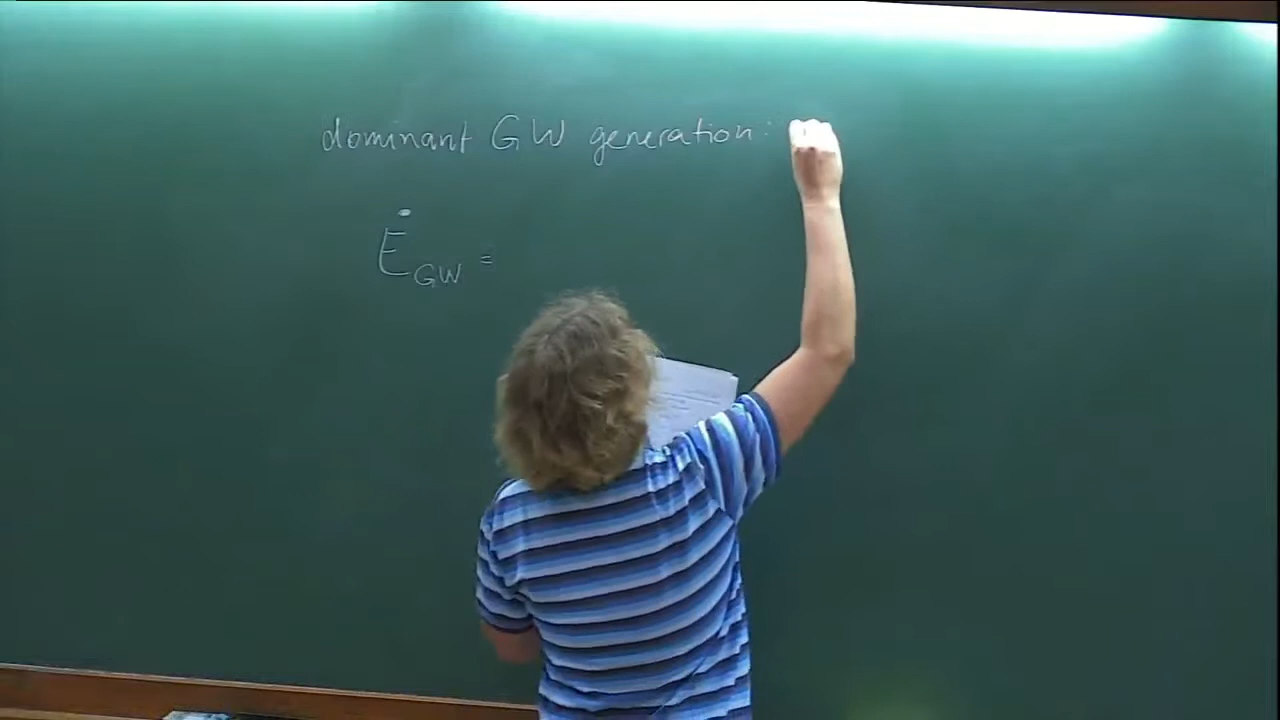 dominant GW generation:
Ė_GW =